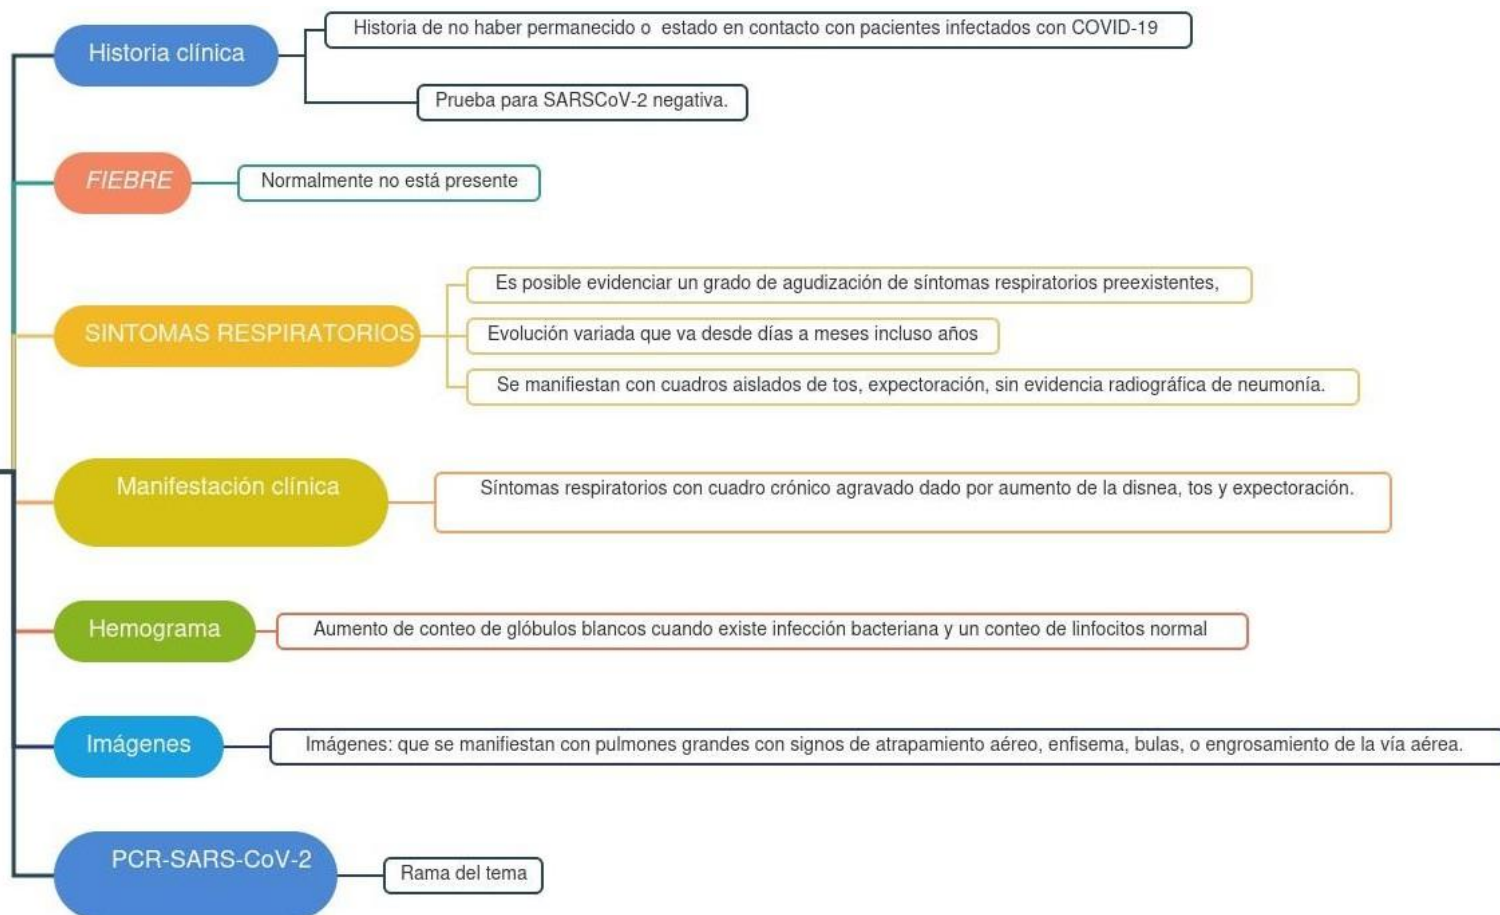 Historia clínica
Historia de no haber permanecido o estado en contacto con pacientes infectados con COVID-19
Prueba para SARSCoV-2 negativa.
FIEBRE
Normalmente no está presente
SINTOMAS RESPIRATORIOS
Es posible evidenciar un grado de agudización de síntomas respiratorios preexistentes,
Evolución variada que va desde días a meses incluso años
Se manifiestan con cuadros aislados de tos, expectoración, sin evidencia radiográfica de neumonía.
Manifestación clínica
Síntomas respiratorios con cuadro crónico agravado dado por aumento de la disnea, tos y expectoración.
Hemograma
Aumento de conteo de glóbulos blancos cuando existe infección bacteriana y un conteo de linfocitos normal
Imágenes
Imágenes: que se manifiestan con pulmones grandes con signos de atrapamiento aéreo, enfisema, bulas, o engrosamiento de la vía aérea.
PCR-SARS-CoV-2
Rama del tema